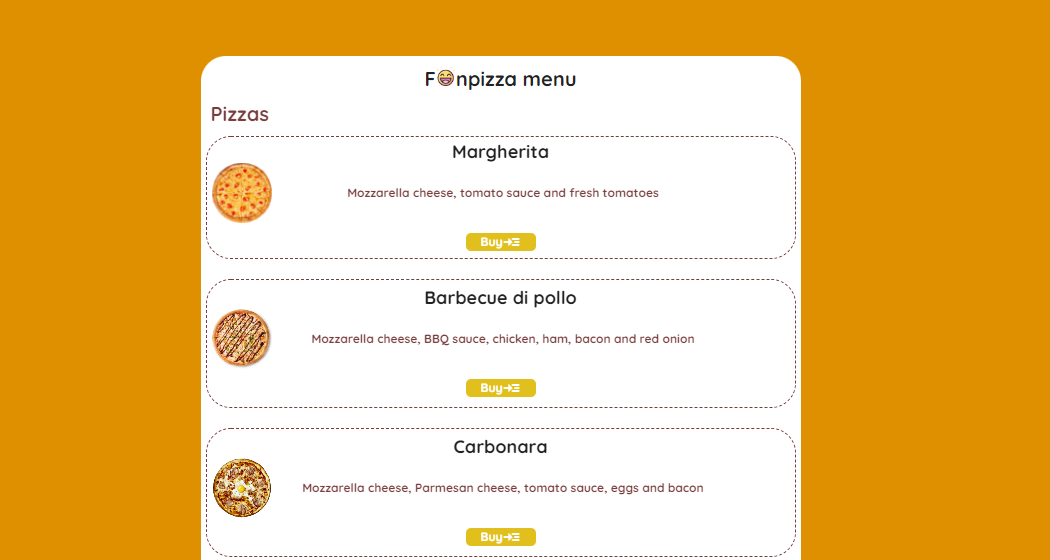 F😄npizza menu
Pizzas
Margherita
Mozzarella cheese, tomato sauce and fresh tomatoes
Buy
Barbecue di pollo
Mozzarella cheese, BBQ sauce, chicken, ham, bacon and red onion
Buy
Carbonara
Mozzarella cheese, Parmesan cheese, tomato sauce, eggs and bacon
Buy